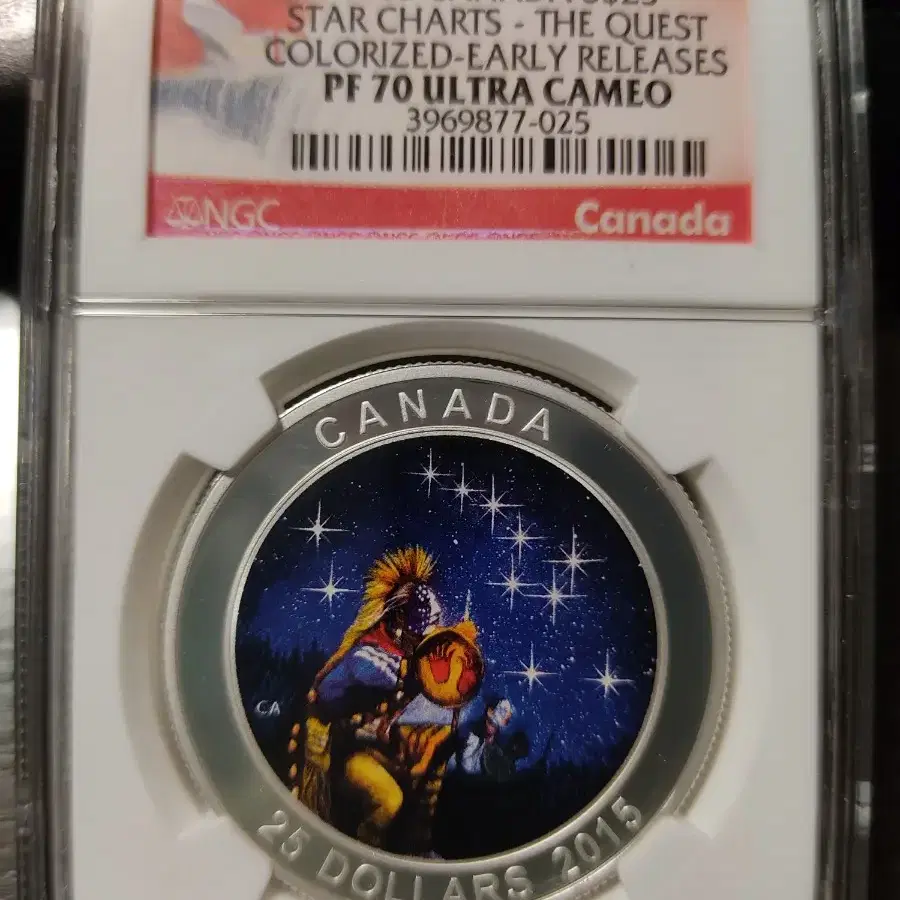 STAR CHARTS - THE QUEST
COLORIZED-EARLY RELEASES
PF 70 ULTRA CAMEO
3969877-025
NGC
Canada
CANADA
CA
25 DOLLARS 2015